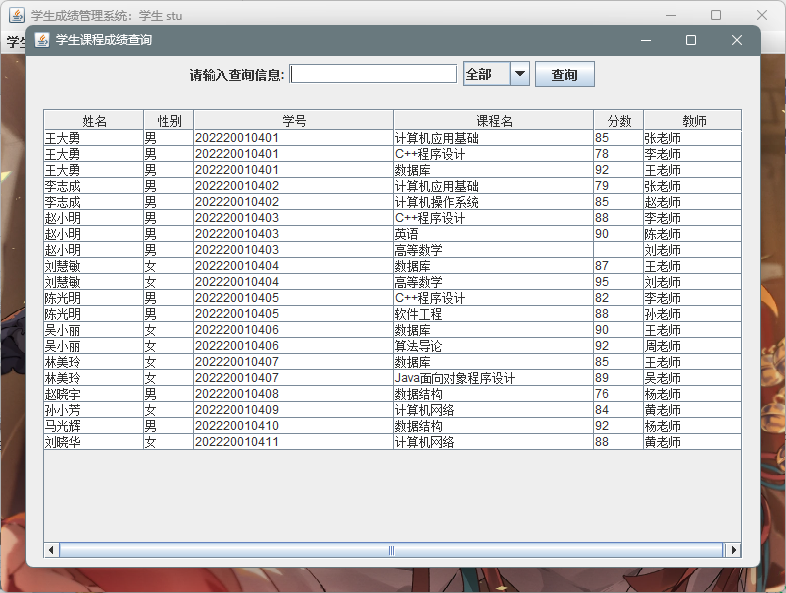 学生成绩管理系统：学生 stu
学生
学生课程成绩查询
请输入查询信息: 全部 查询
姓名 性别 学号 课程名 分数 教师
王大勇 男 202220010401 计算机应用基础 85 张老师
王大勇 男 202220010401 C++程序设计 78 李老师
王大勇 男 202220010401 数据库 92 王老师
李志成 男 202220010402 计算机应用基础 79 张老师
李志成 男 202220010402 计算机操作系统 85 赵老师
赵小明 男 202220010403 C++程序设计 88 李老师
赵小明 男 202220010403 英语 90 陈老师
赵小明 男 202220010403 高等数学 刘老师
刘慧敏 女 202220010404 数据库 87 王老师
刘慧敏 女 202220010404 高等数学 95 刘老师
陈光明 男 202220010405 C++程序设计 82 李老师
陈光明 男 202220010405 软件工程 88 孙老师
吴小丽 女 202220010406 数据库 90 王老师
吴小丽 女 202220010406 算法导论 92 周老师
林美玲 女 202220010407 数据库 85 王老师
林美玲 女 202220010407 Java面向对象程序设计 89 吴老师
赵晓宇 男 202220010408 数据结构 76 杨老师
孙小芳 女 202220010409 计算机网络 84 黄老师
马光辉 男 202220010410 数据结构 92 杨老师
刘晓华 女 202220010411 计算机网络 88 黄老师